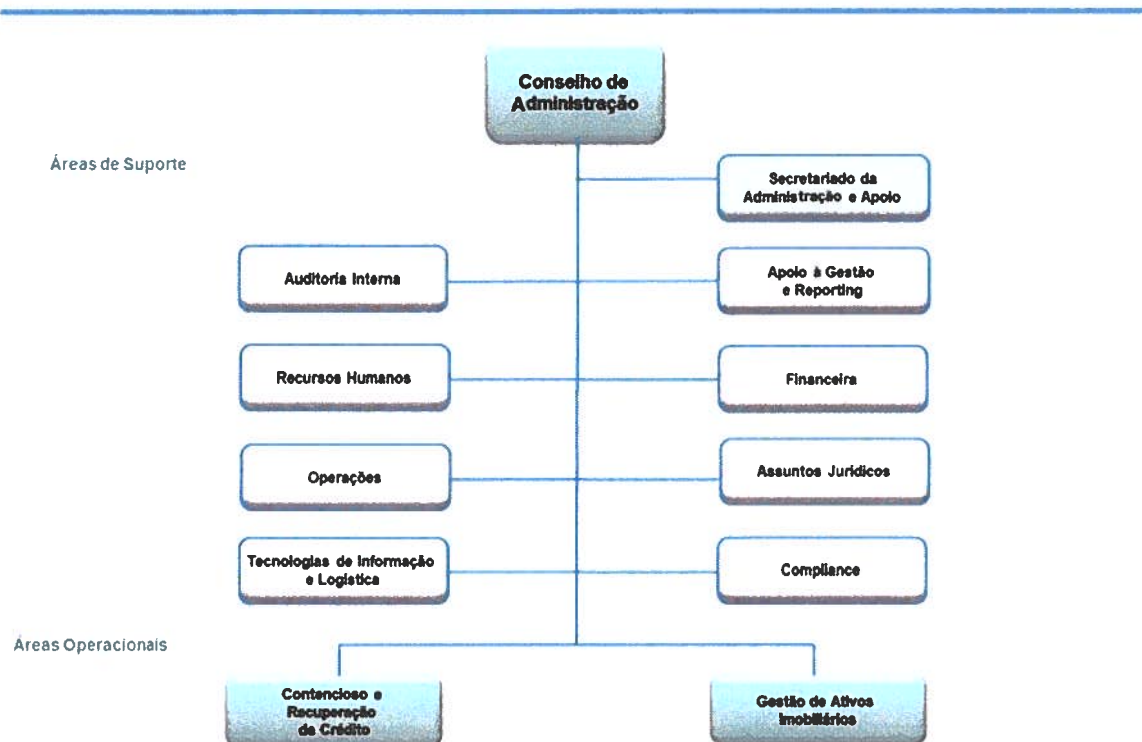 Conselho de
Administração
Áreas de Suporte
Secretariado da
Administração e Apoio
Auditoria Interna
Apoio à Gestão
e Reporting
Recursos Humanos
Financeira
Operações
Assuntos Jurídicos
Tecnologias de Informação
e Logística
Compliance
Áreas Operacionais
Contencioso e
Recuperação
de Crédito
Gestão de Ativos
Imobiliários